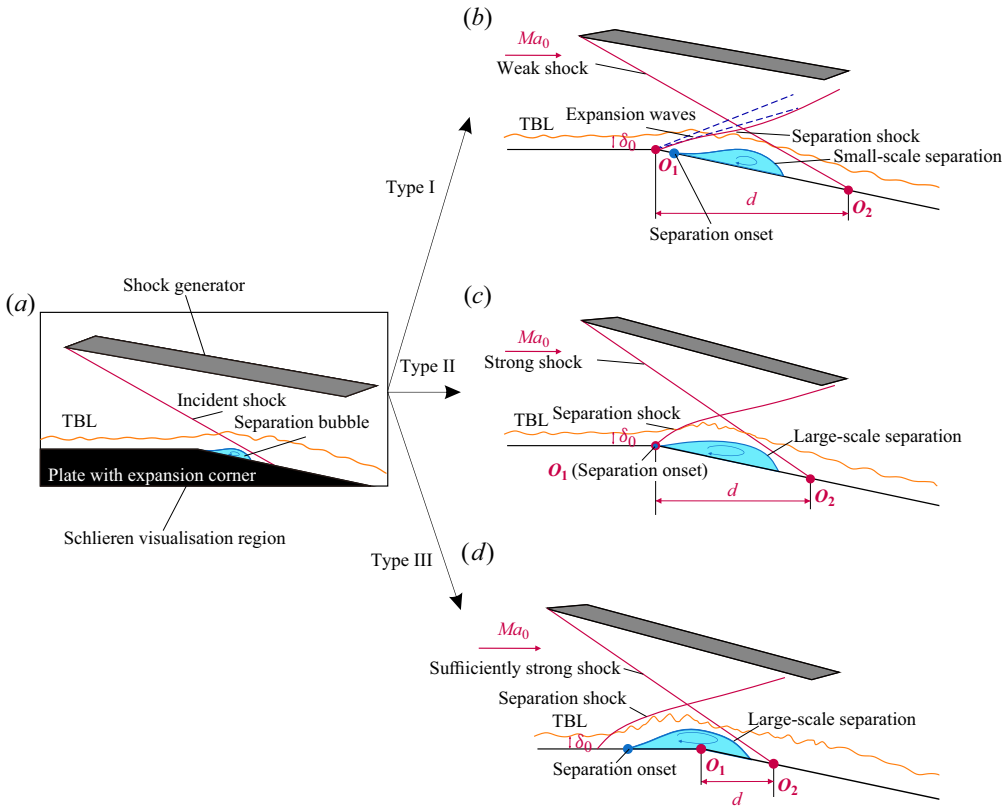 (a)
Shock generator
Incident shock
TBL
Separation bubble
Plate with expansion corner
Schlieren visualisation region
Type I
Type II
Type III
(b)
Ma0
Weak shock
TBL
Expansion waves
δ0
Separation shock
Small-scale separation
O1
d
O2
Separation onset
(c)
Ma0
Strong shock
Separation shock
TBL
δ0
Large-scale separation
O1 (Separation onset)
d
O2
(d)
Ma0
Suffiiciently strong shock
Separation shock
TBL
Large-scale separation
δ0
O1
Separation onset
O2
d